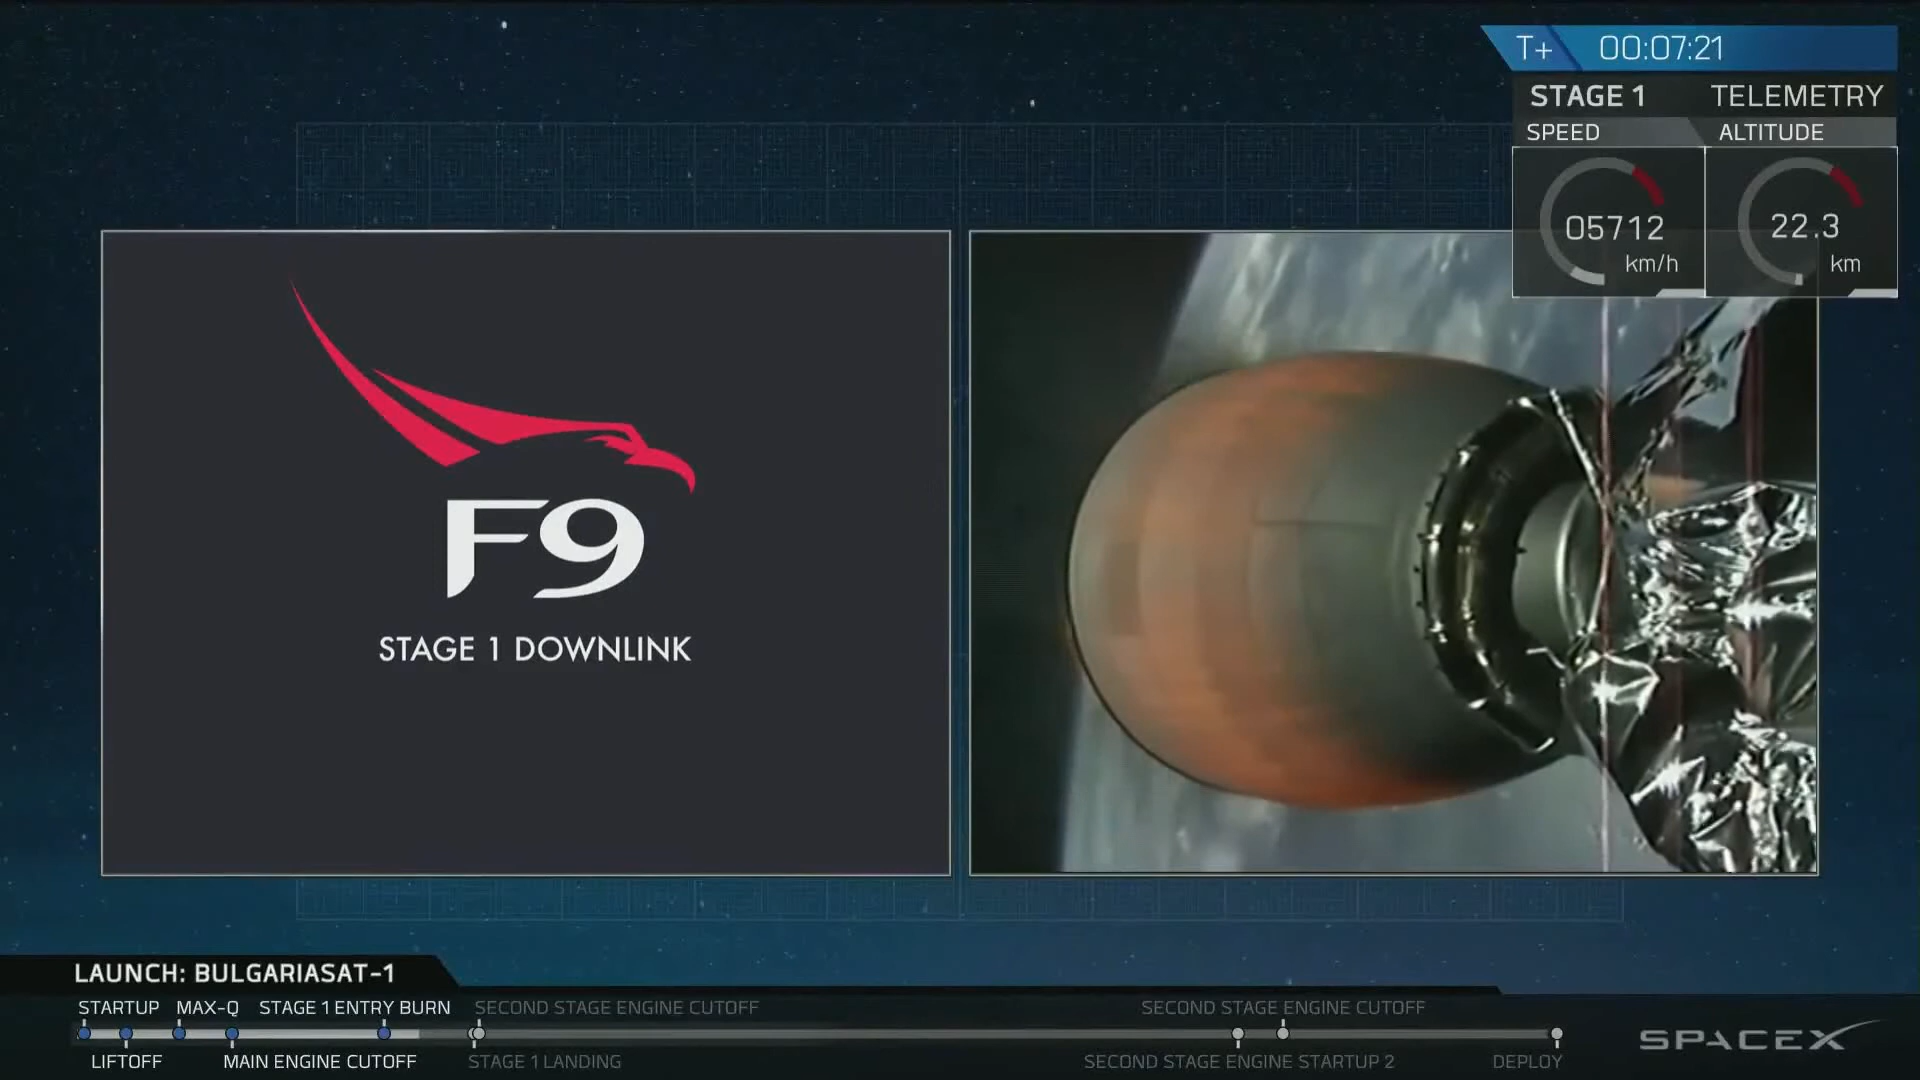 T+ 00:07:21
STAGE 1 TELEMETRY
SPEED ALTITUDE
05712 22.3
km/h km
F9
STAGE 1 DOWNLINK
LAUNCH: BULGARIASAT-1
STARTUP MAX-Q STAGE 1 ENTRY BURN SECOND STAGE ENGINE CUTOFF SECOND STAGE ENGINE CUTOFF
LIFTOFF MAIN ENGINE CUTOFF STAGE 1 LANDING SECOND STAGE ENGINE STARTUP 2 DEPLOY
SPACEX